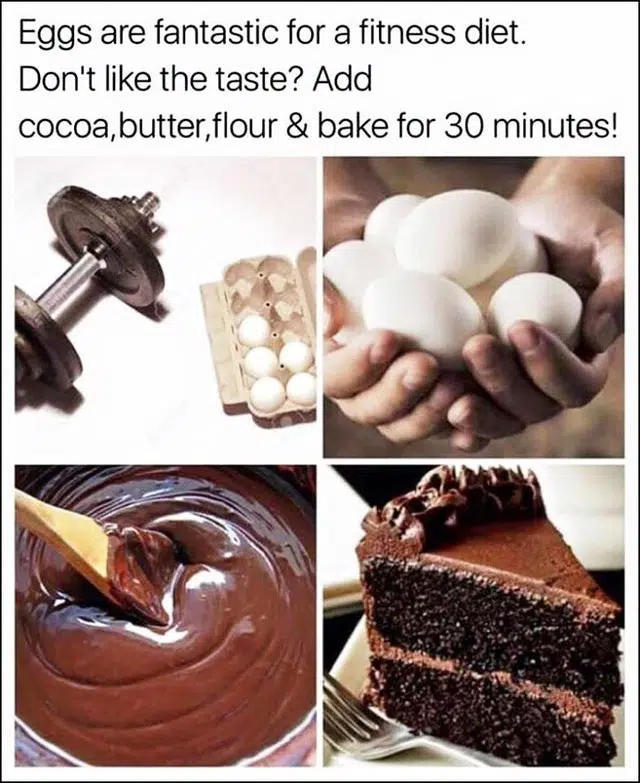 Eggs are fantastic for a fitness diet.
Don't like the taste? Add
cocoa,butter,flour & bake for 30 minutes!